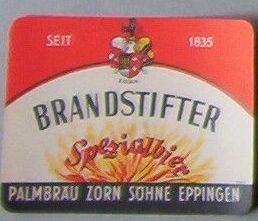 SEIT 1835
BRANDSTIFTER
Spezialbier
PALMBRÄU ZORN SÖHNE EPPINGEN